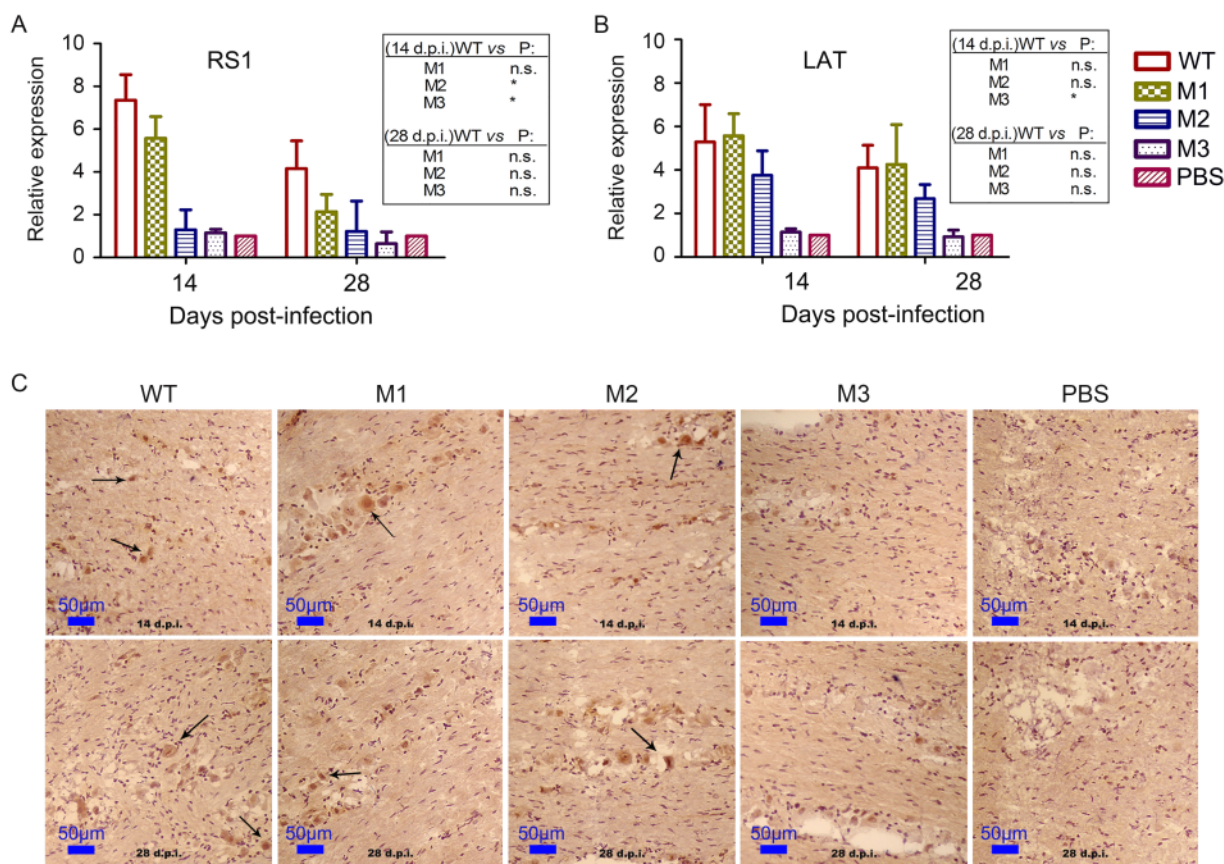 A
RS1
Relative expression
10
8
6
4
2
0
14
28
Days post-infection
(14 d.p.i.)WT vs P:
M1 n.s.
M2 *
M3 *
(28 d.p.i.)WT vs P:
M1 n.s.
M2 n.s.
M3 n.s.
B
LAT
Relative expression
10
8
6
4
2
0
14
28
Days post-infection
(14 d.p.i.)WT vs P:
M1 n.s.
M2 n.s.
M3 *
(28 d.p.i.)WT vs P:
M1 n.s.
M2 n.s.
M3 n.s.
WT
M1
M2
M3
PBS
C
WT M1 M2 M3 PBS
50µm 50µm 50µm 50µm 50µm
14 d.p.i. 14 d.p.i. 14 d.p.i. 14 d.p.i. 14 d.p.i.
50µm 50µm 50µm 50µm 50µm
28 d.p.i. 28 d.p.i. 28 d.p.i. 28 d.p.i. 28 d.p.i.